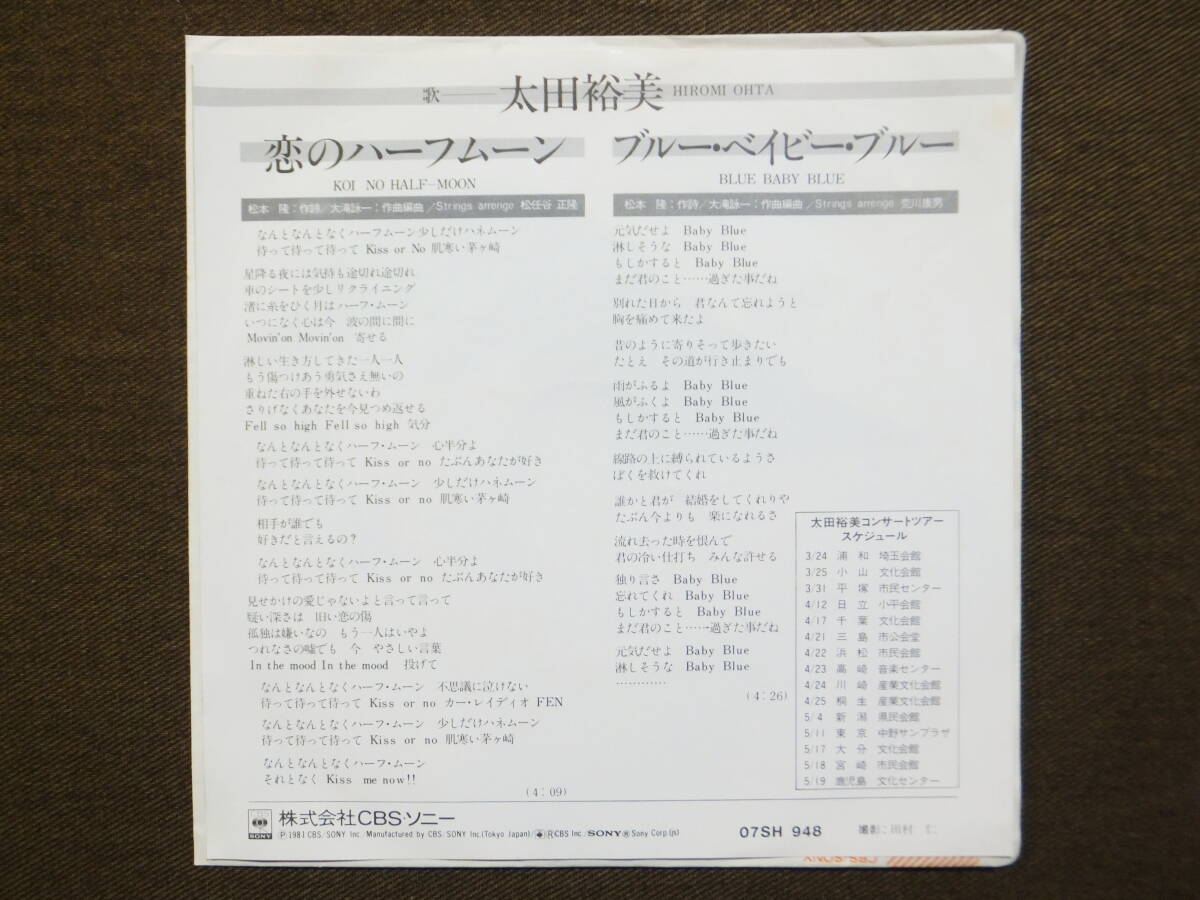 歌――太田裕美 HIROMI OHTA
恋のハーフムーン
KOI NO HALF-MOON
松本 隆:作詩/大滝詠一:作曲編曲/Strings arrenge 松任谷 正隆
なんとなんとなくハーフムーン少しだけハネムーン
待って待って待って Kiss or No 肌寒い茅ヶ崎
星降る夜には気持も途切れ途切れ
車のシートを少しリクライニング
渚に糸をひく月はハーフ・ムーン
いつになく心は今 波の間に間に
Movin'on Movin'on 寄せる
淋しい生き方してきた一人一人
もう傷つけあう勇気さえ無いの
重ねた右の手を外せないわ
さりげなくあなたを今見つめ返せる
Fell so high Fell so high 気分
なんとなんとなくハーフ・ムーン 心半分よ
待って待って待って Kiss or no たぶんあなたが好き
なんとなんとなくハーフ・ムーン 少しだけハネムーン
待って待って待って Kiss or no 肌寒い茅ヶ崎
相手が誰でも
好きだと言えるの?
なんとなんとなくハーフ・ムーン 心半分よ
待って待って待って Kiss or no たぶんあなたが好き
見せかけの愛じゃないよと言って言って
疑い深さは 旧い恋の傷
孤独は嫌いなの もう一人はいやよ
つれなさの嘘でも 今 やさしい言葉
In the mood In the mood 投げて
なんとなんとなくハーフ・ムーン 不思議に泣けない
待って待って待って Kiss or no カー・レイディオ FEN
なんとなんとなくハーフ・ムーン 少しだけハネムーン
待って待って待って Kiss or no 肌寒い茅ヶ崎
なんとなんとなくハーフ・ムーン
それとなく Kiss me now!!
(4:09)
ブルー・ベイビー・ブルー
BLUE BABY BLUE
松本 隆:作詩/大滝詠一:作曲編曲/Strings arrenge 荒川康男
元気だせよ Baby Blue
淋しそうな Baby Blue
もしかすると Baby Blue
まだ君のこと……過ぎた事だね
別れた日から 君なんて忘れようと
胸を痛めて来たよ
昔のように寄りそって歩きたい
たとえ その道が行き止まりでも
雨がふるよ Baby Blue
風がふくよ Baby Blue
もしかすると Baby Blue
まだ君のこと……過ぎた事だね
線路の上に縛られているようさ
ぼくを救けてくれ
誰かと君が 結婚をしてくれりや
たぶん今よりも 楽になれるさ
流れ去った時を恨んで
君の冷い仕打ち みんな許せる
独り言さ Baby Blue
忘れてくれ Baby Blue
もしかすると Baby Blue
まだ君のこと……過ぎた事だね
元気だせよ Baby Blue
淋しそうな Baby Blue
…………
(4:26)
太田裕美コンサートツアー
スケジュール
3/24 浦和 埼玉会館
3/25 小山 文化会館
3/31 平塚 市民センター
4/12 日立 小平会館
4/17 千葉 文化会館
4/21 三島 市公会堂
4/22 浜松 市民会館
4/23 高崎 音楽センター
4/24 川崎 産業文化会館
4/25 桐生 産業文化会館
5/4 新潟 県民会館
5/11 東京 中野サンプラザ
5/17 大分 文化会館
5/18 宮崎 市民会館
5/19 鹿児島 文化センター
SONY 株式会社CBS・ソニー
℗1981 CBS/SONY Inc./Manufactured by CBS/SONY Inc.(Tokyo Japan)/®CBS Inc./SONY® Sony Corp.(js)
07SH 948
撮影:田村
CBS・SONY